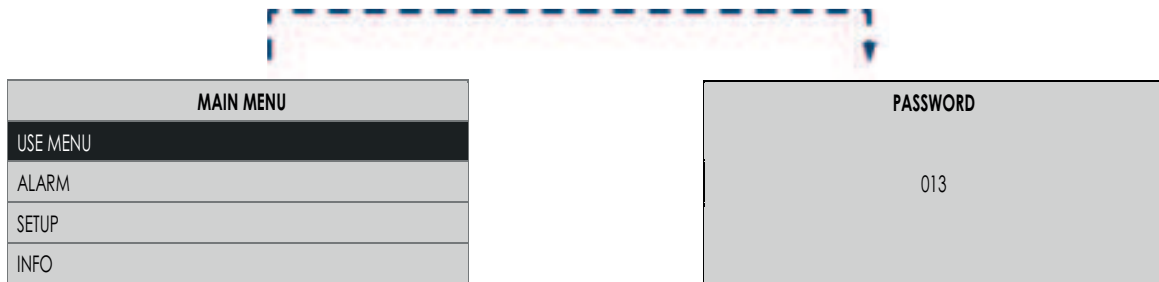 MAIN MENU
USE MENU
ALARM
SETUP
INFO
PASSWORD
013